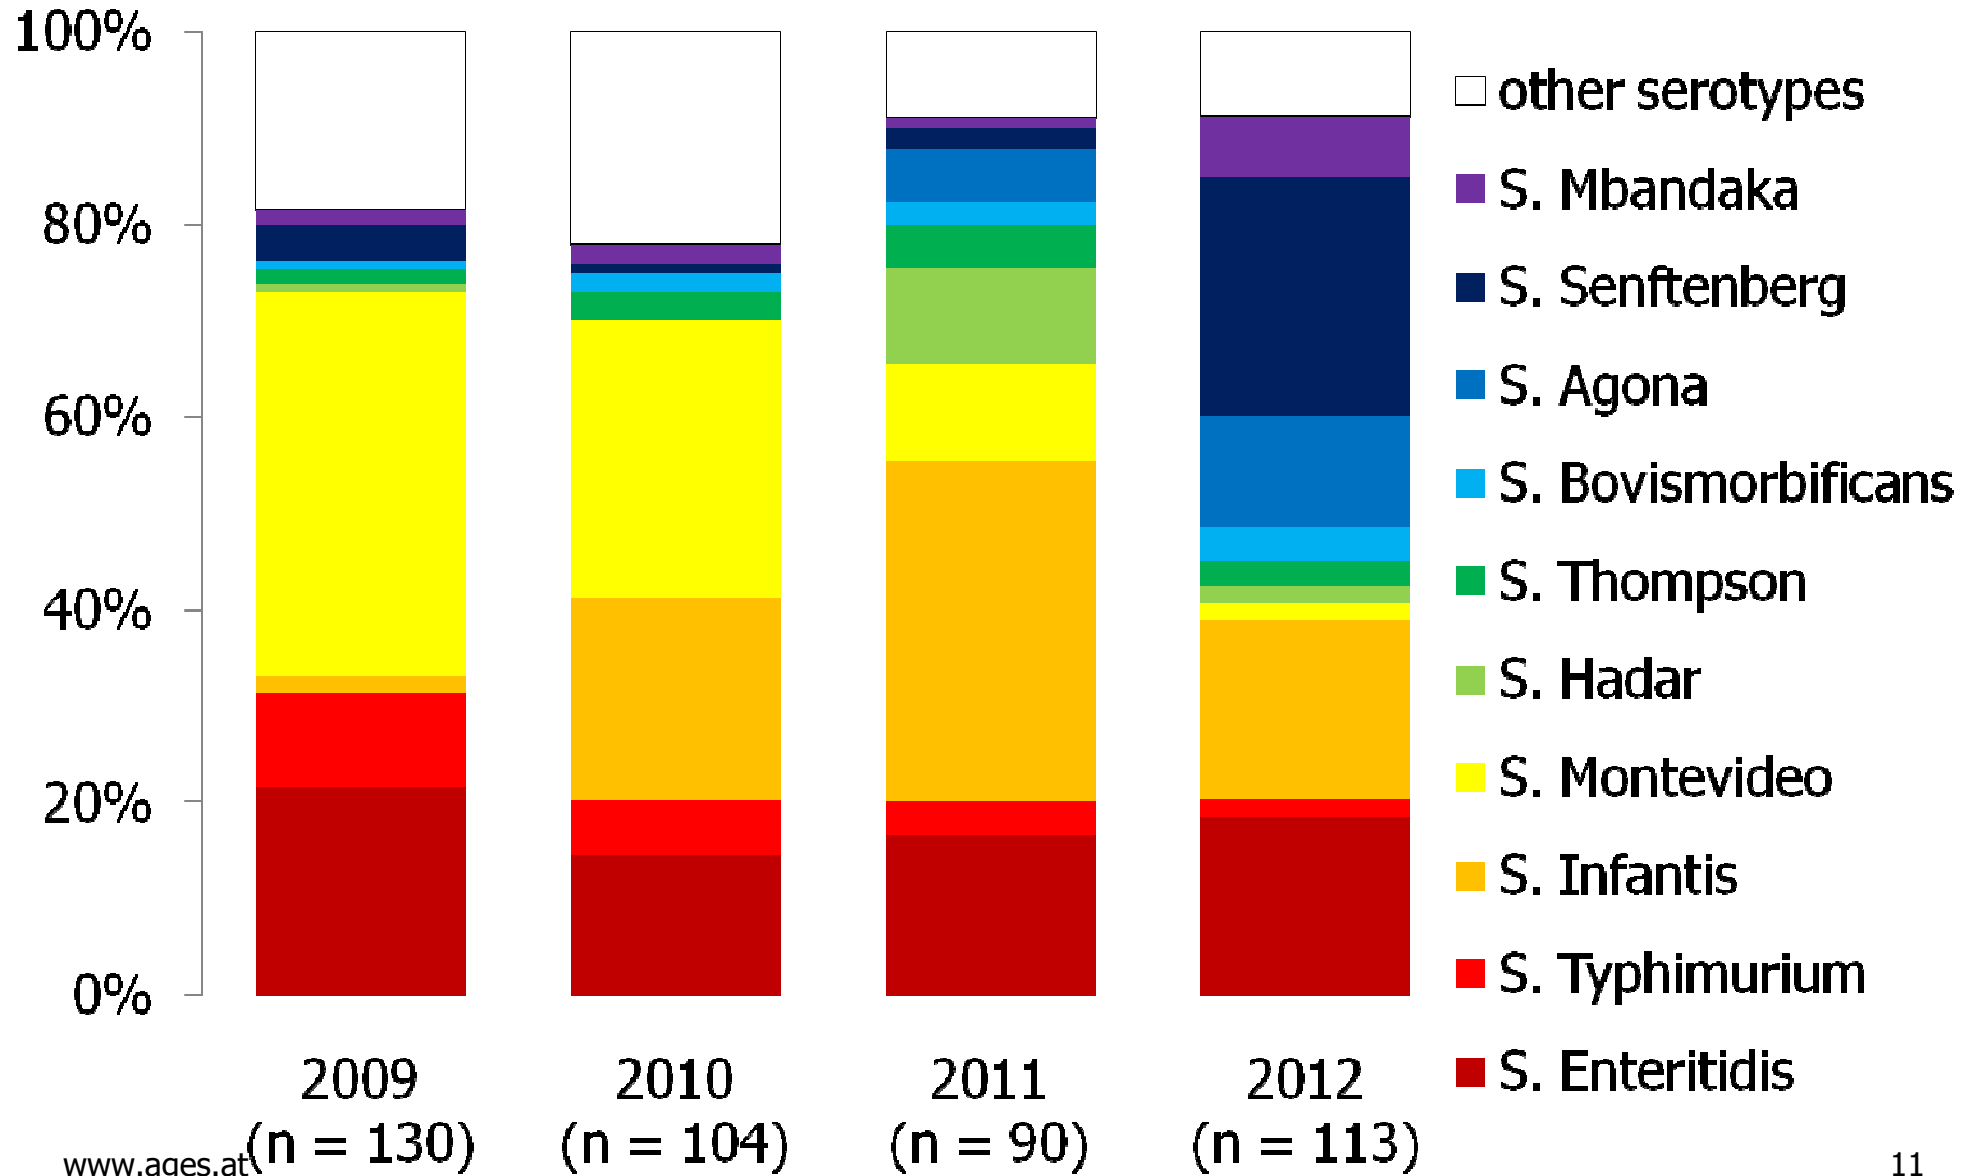 100%
80%
60%
40%
20%
0%
2009
(n = 130)
2010
(n = 104)
2011
(n = 90)
2012
(n = 113)
other serotypes
S. Mbandaka
S. Senftenberg
S. Agona
S. Bovismorbificans
S. Thompson
S. Hadar
S. Montevideo
S. Infantis
S. Typhimurium
S. Enteritidis
www.ages.at
11